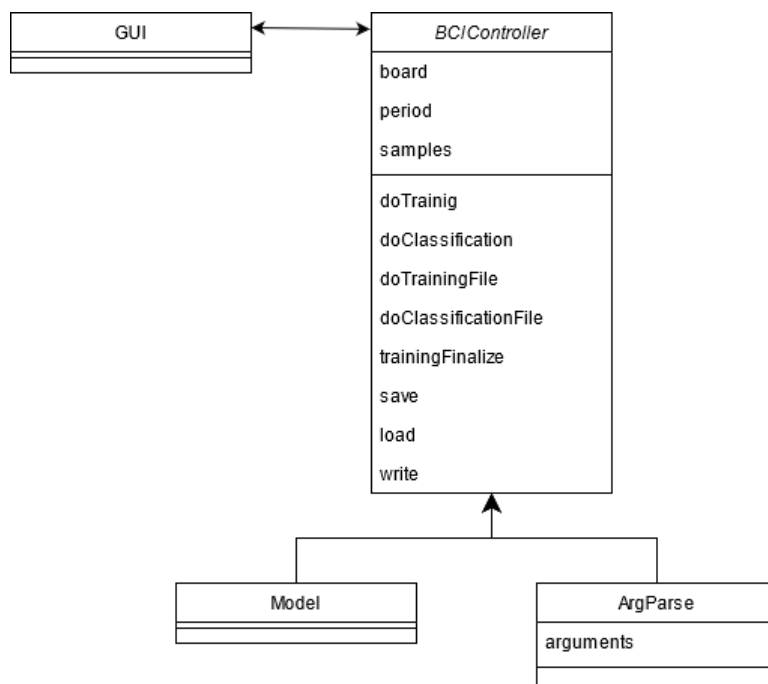 GUI
BCIController
board
period
samples
doTrainig
doClassification
doTrainingFile
doClassificationFile
trainingFinalize
save
load
write
Model
ArgParse
arguments